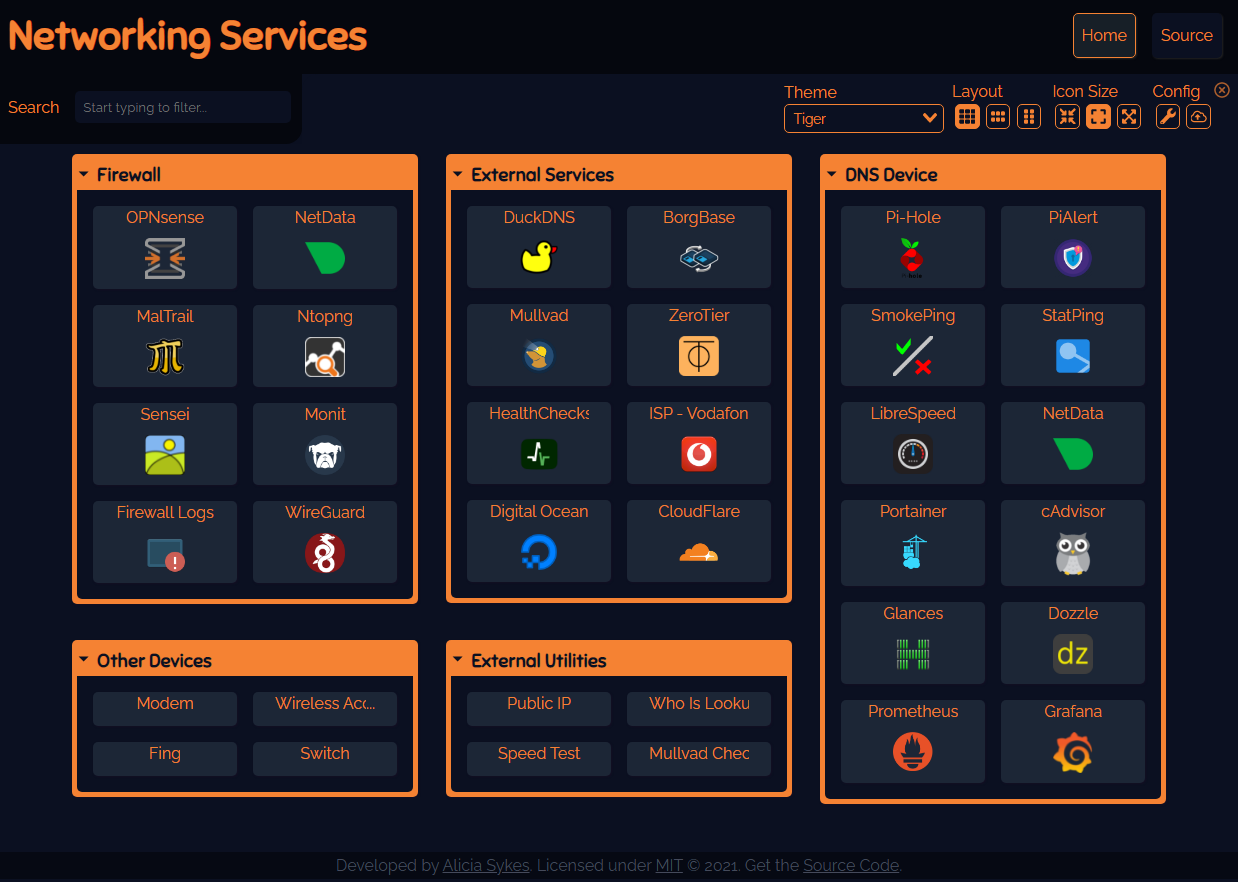 Networking Services
Home
Source
Search
Start typing to filter...
Theme
Tiger
Layout
Icon Size
Config
Firewall
OPNsense
NetData
MalTrail
Ntopng
Sensei
Monit
Firewall Logs
WireGuard
External Services
DuckDNS
BorgBase
Mullvad
ZeroTier
HealthChecks
ISP - Vodafon
Digital Ocean
CloudFlare
DNS Device
Pi-Hole
PiAlert
SmokePing
StatPing
LibreSpeed
NetData
Portainer
cAdvisor
Glances
Dozzle
dz
Prometheus
Grafana
Other Devices
Modem
Wireless Acc...
Fing
Switch
External Utilities
Public IP
Who Is Looku
Speed Test
Mullvad Chec
Developed by Alicia Sykes. Licensed under MIT © 2021. Get the Source Code.